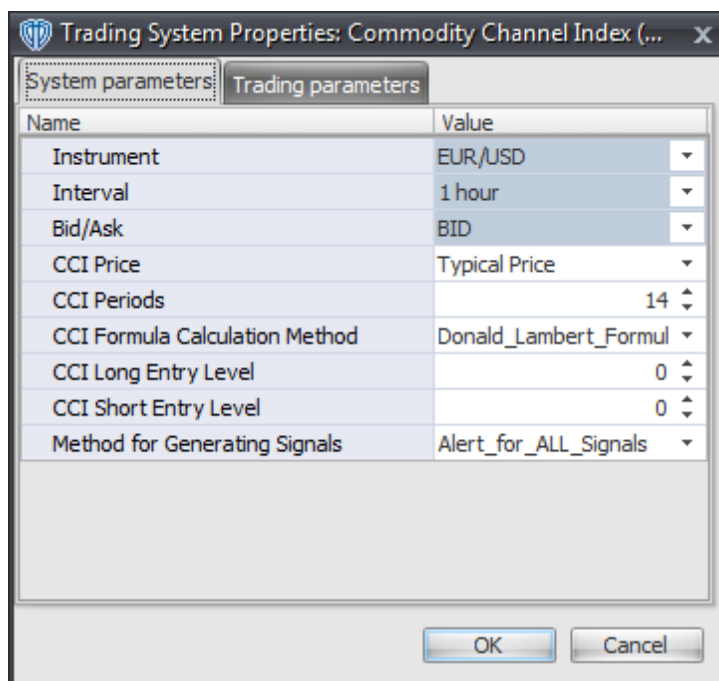 Trading System Properties: Commodity Channel Index (...
System parameters Trading parameters
Name Value
Instrument EUR/USD
Interval 1 hour
Bid/Ask BID
CCI Price Typical Price
CCI Periods 14
CCI Formula Calculation Method Donald_Lambert_Formul
CCI Long Entry Level 0
CCI Short Entry Level 0
Method for Generating Signals Alert_for_ALL_Signals
OK Cancel